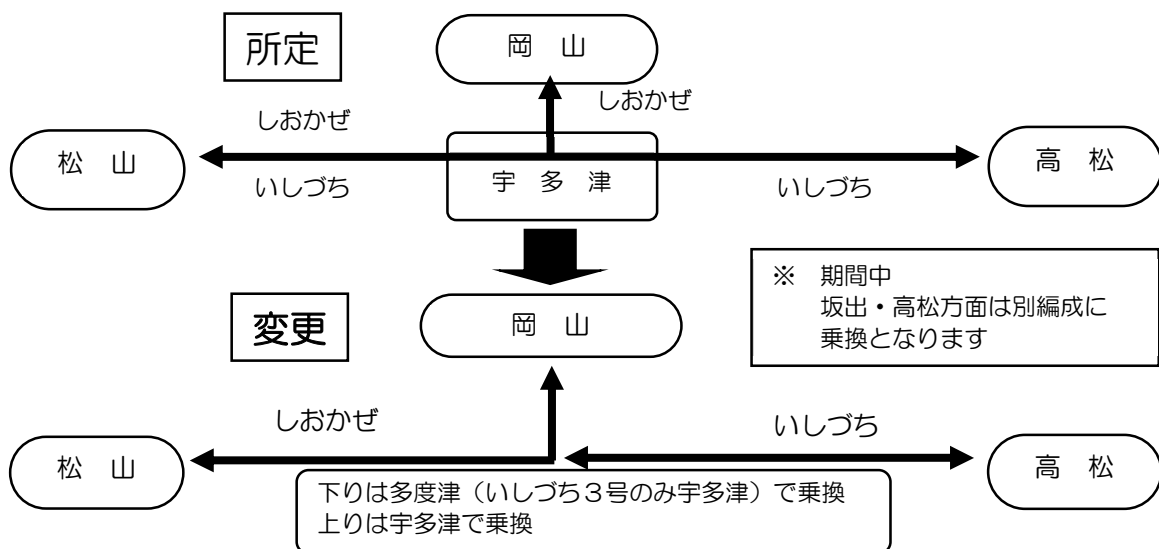 所定
岡 山
しおかぜ
しおかぜ
松 山
高 松
いしづち
宇 多 津
いしづち
※ 期間中
坂出・高松方面は別編成に
乗換となります
変更
岡 山
しおかぜ
いしづち
松 山
高 松
下りは多度津（いしづち３号のみ宇多津）で乗換
上りは宇多津で乗換